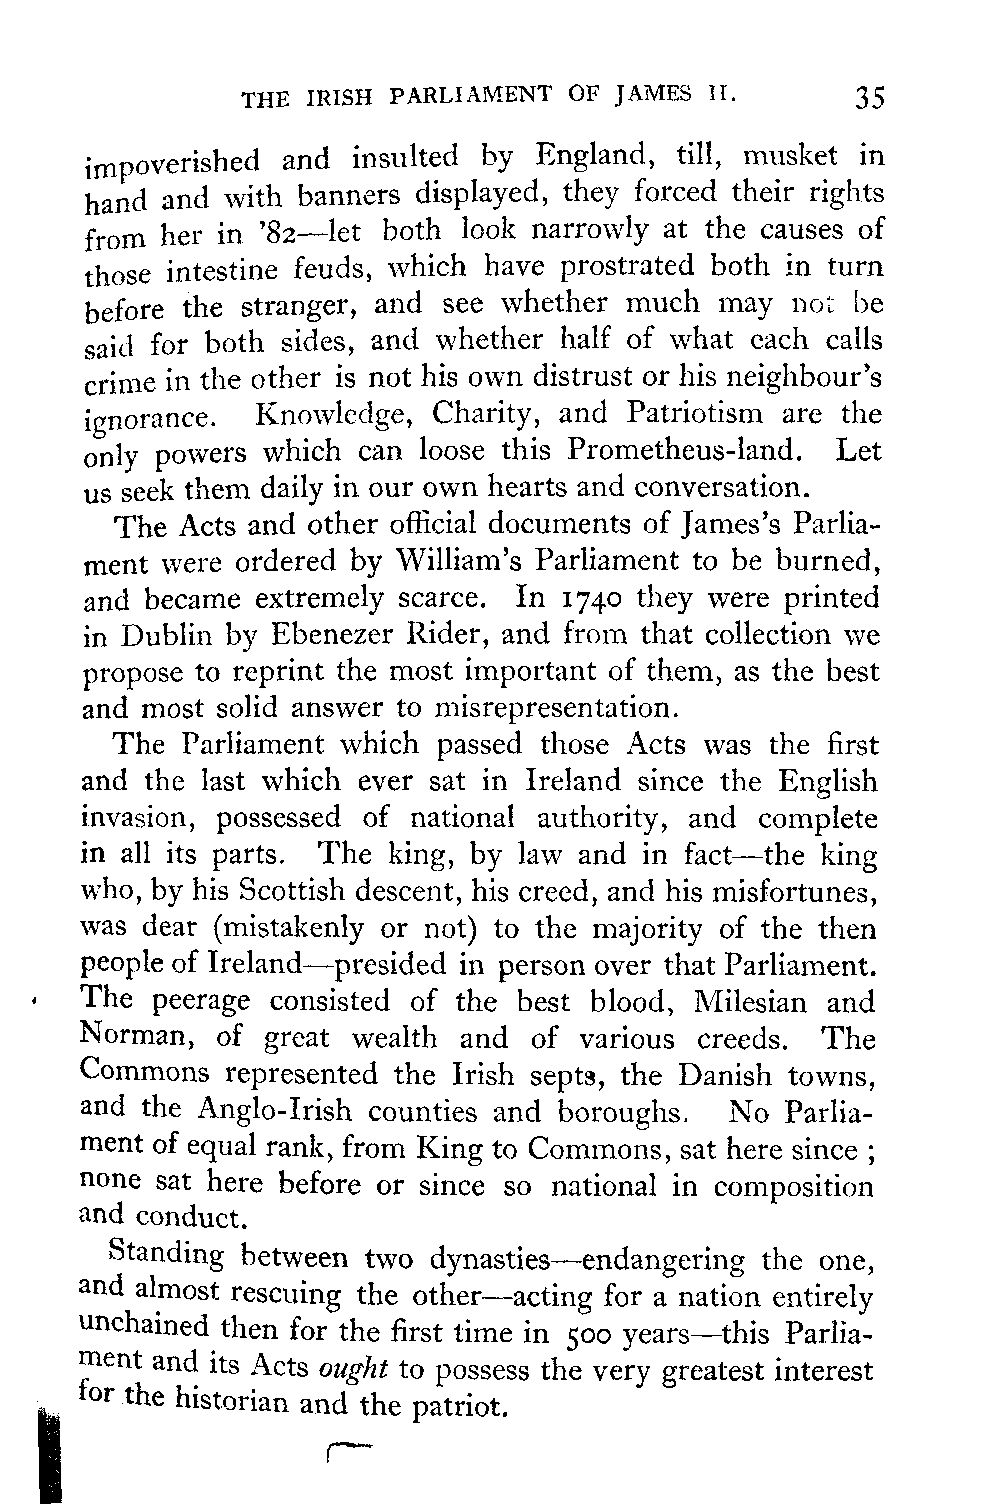 THE IRISH PARLIAMENT OF JAMES II. 35
impoverished and insulted by England, till, musket in
hand and with banners displayed, they forced their rights
from her in '82—let both look narrowly at the causes of
those intestine feuds, which have prostrated both in turn
before the stranger, and see whether much may not be
said for both sides, and whether half of what each calls
crime in the other is not his own distrust or his neighbour's
ignorance. Knowledge, Charity, and Patriotism are the
only powers which can loose this Prometheus-land. Let
us seek them daily in our own hearts and conversation.
The Acts and other official documents of James's Parlia-
ment were ordered by William's Parliament to be burned,
and became extremely scarce. In 1740 they were printed
in Dublin by Ebenezer Rider, and from that collection we
propose to reprint the most important of them, as the best
and most solid answer to misrepresentation.
The Parliament which passed those Acts was the first
and the last which ever sat in Ireland since the English
invasion, possessed of national authority, and complete
in all its parts. The king, by law and in fact—the king
who, by his Scottish descent, his creed, and his misfortunes,
was dear (mistakenly or not) to the majority of the then
people of Ireland—presided in person over that Parliament.
The peerage consisted of the best blood, Milesian and
Norman, of great wealth and of various creeds. The
Commons represented the Irish septs, the Danish towns,
and the Anglo-Irish counties and boroughs. No Parlia-
ment of equal rank, from King to Commons, sat here since ;
none sat here before or since so national in composition
and conduct.
Standing between two dynasties—endangering the one,
and almost rescuing the other—acting for a nation entirely
unchained then for the first time in 500 years—this Parlia-
ment and its Acts ought to possess the very greatest interest
for the historian and the patriot.